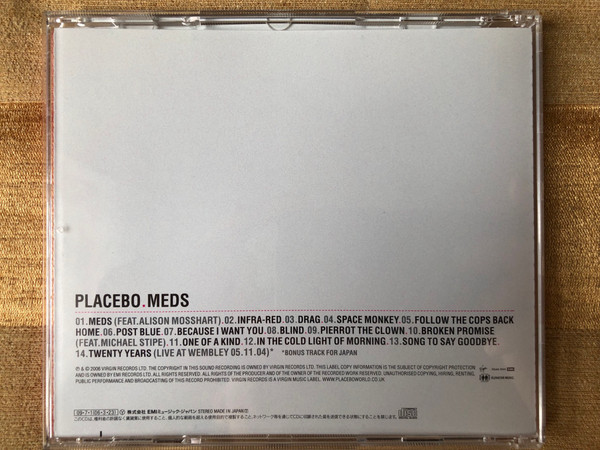 PLACEBO.MEDS
01. MEDS (FEAT.ALISON MOSSHART).02. INFRA-RED.03. DRAG.04. SPACE MONKEY.05. FOLLOW THE COPS BACK
HOME.06. POST BLUE.07. BECAUSE I WANT YOU.08. BLIND.09. PIERROT THE CLOWN.10. BROKEN PROMISE
(FEAT.MICHAEL STIPE).11. ONE OF A KIND.12. IN THE COLD LIGHT OF MORNING.13. SONG TO SAY GOODBYE.
14. TWENTY YEARS (LIVE AT WEMBLEY 05.11.04)* *BONUS TRACK FOR JAPAN
℗ & © 2006 VIRGIN RECORDS LTD. THE COPYRIGHT IN THIS SOUND RECORDING IS OWNED BY VIRGIN RECORDS LTD. THIS LABEL COPY INFORMATION IS THE SUBJECT OF COPYRIGHT PROTECTION
AND IS OWNED BY EMI RECORDS LTD. ALL RIGHTS RESERVED. ALL RIGHTS OF THE PRODUCER AND OF THE OWNER OF THE RECORDED WORK RESERVED. UNAUTHORISED COPYING, HIRING, RENTING,
PUBLIC PERFORMANCE AND BROADCASTING OF THIS RECORD PROHIBITED. VIRGIN RECORDS IS A VIRGIN MUSIC LABEL. WWW.PLACEBOWORLD.CO.UK
株式会社 EMIミュージック・ジャパン STEREO MADE IN JAPAN